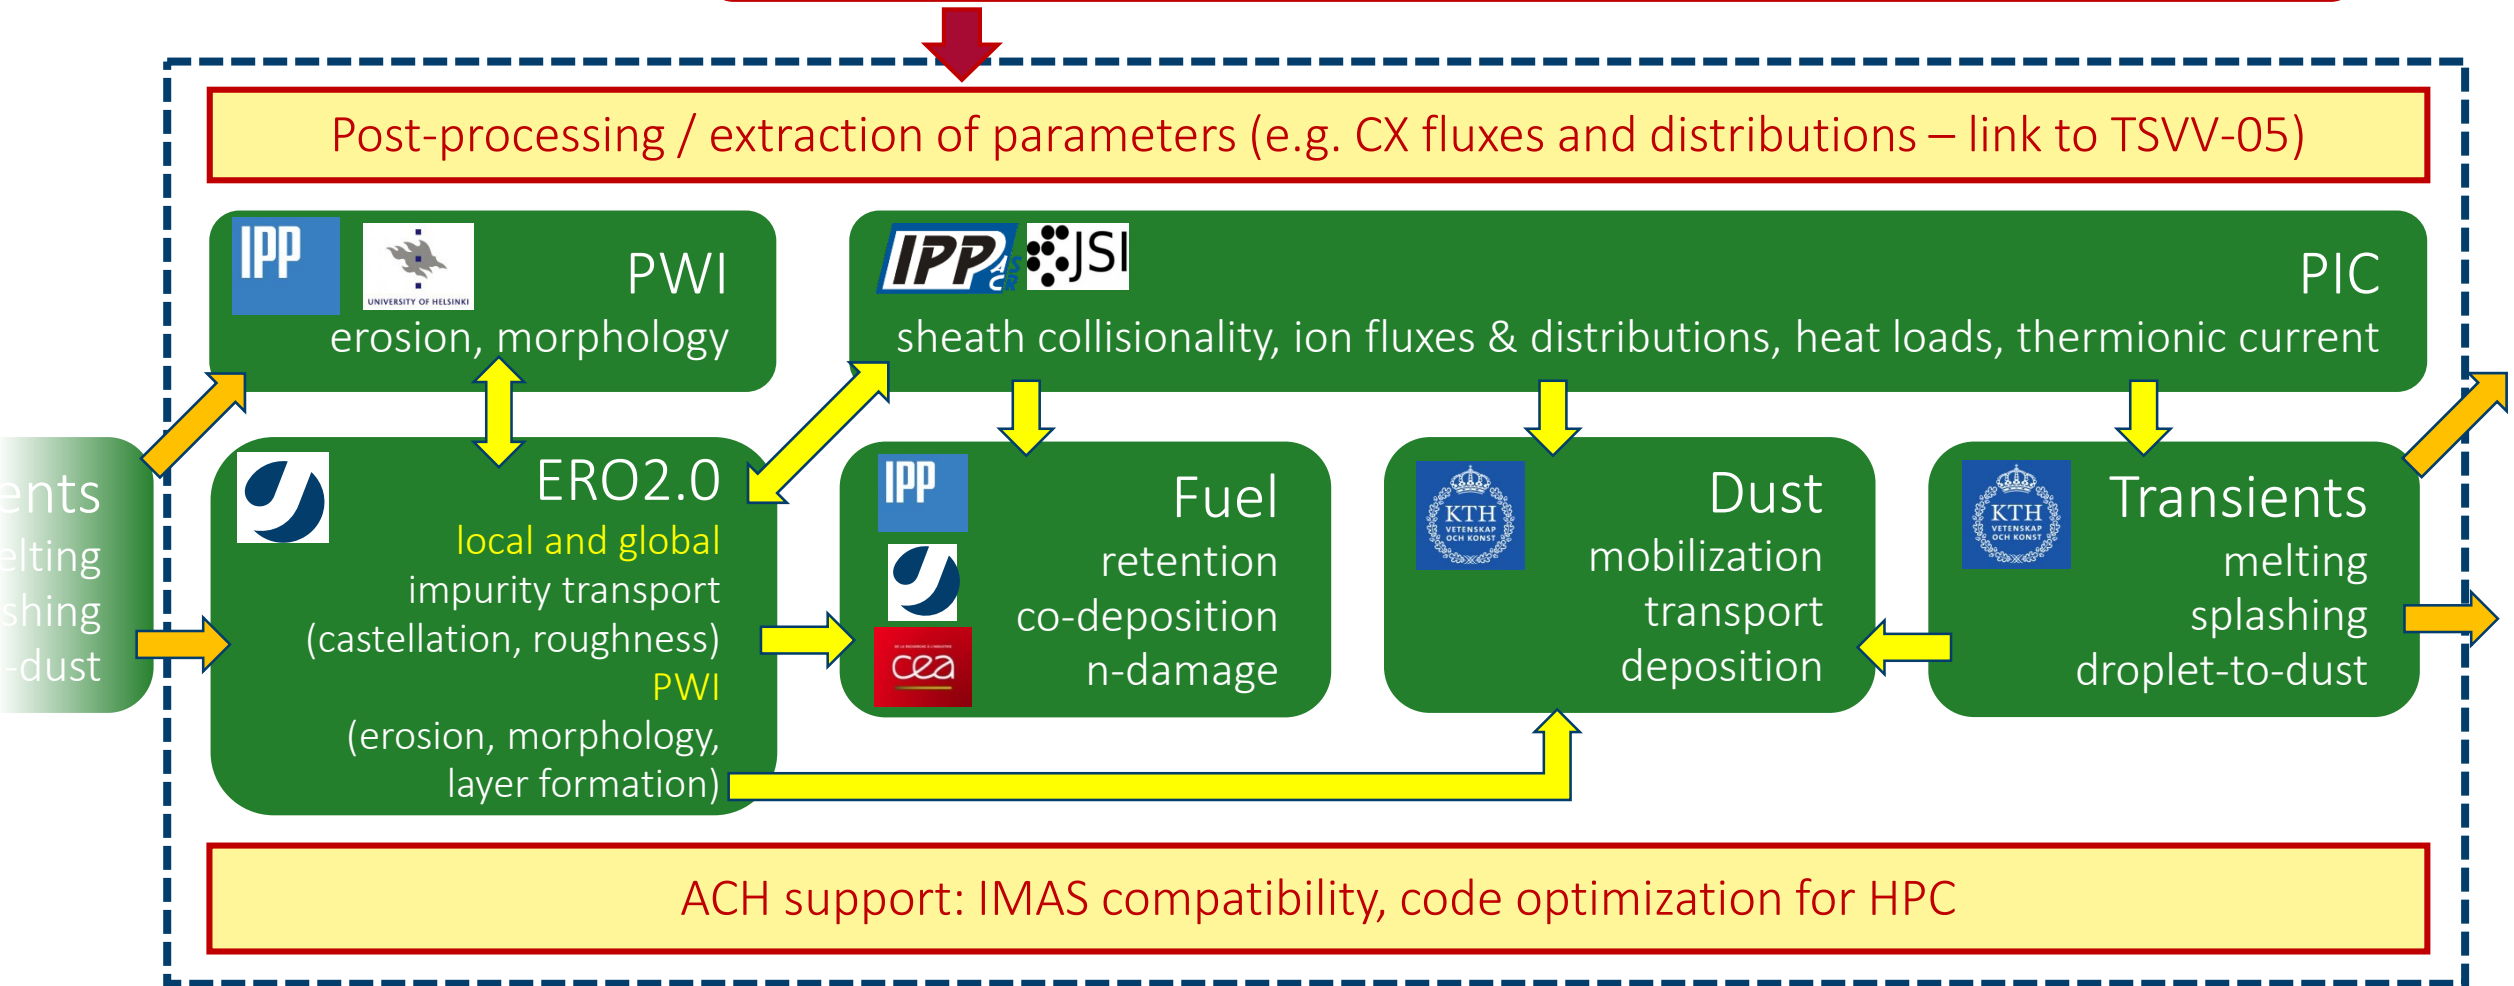 Post-processing / extraction of parameters (e.g. CX fluxes and distributions – link to TSVV-05)
IPP
UNIVERSITY OF HELSINKI
PWI
erosion, morphology
IPP
AS
CR
JSI
PIC
sheath collisionality, ion fluxes & distributions, heat loads, thermionic current
ents
elting
shing
-dust
ERO2.0
local and global
impurity transport
(castellation, roughness)
PWI
(erosion, morphology,
layer formation)
IPP
cea
Fuel
retention
co-deposition
n-damage
KTH
VETENSKAP
OCH KONST
Dust
mobilization
transport
deposition
KTH
VETENSKAP
OCH KONST
Transients
melting
splashing
droplet-to-dust
ACH support: IMAS compatibility, code optimization for HPC